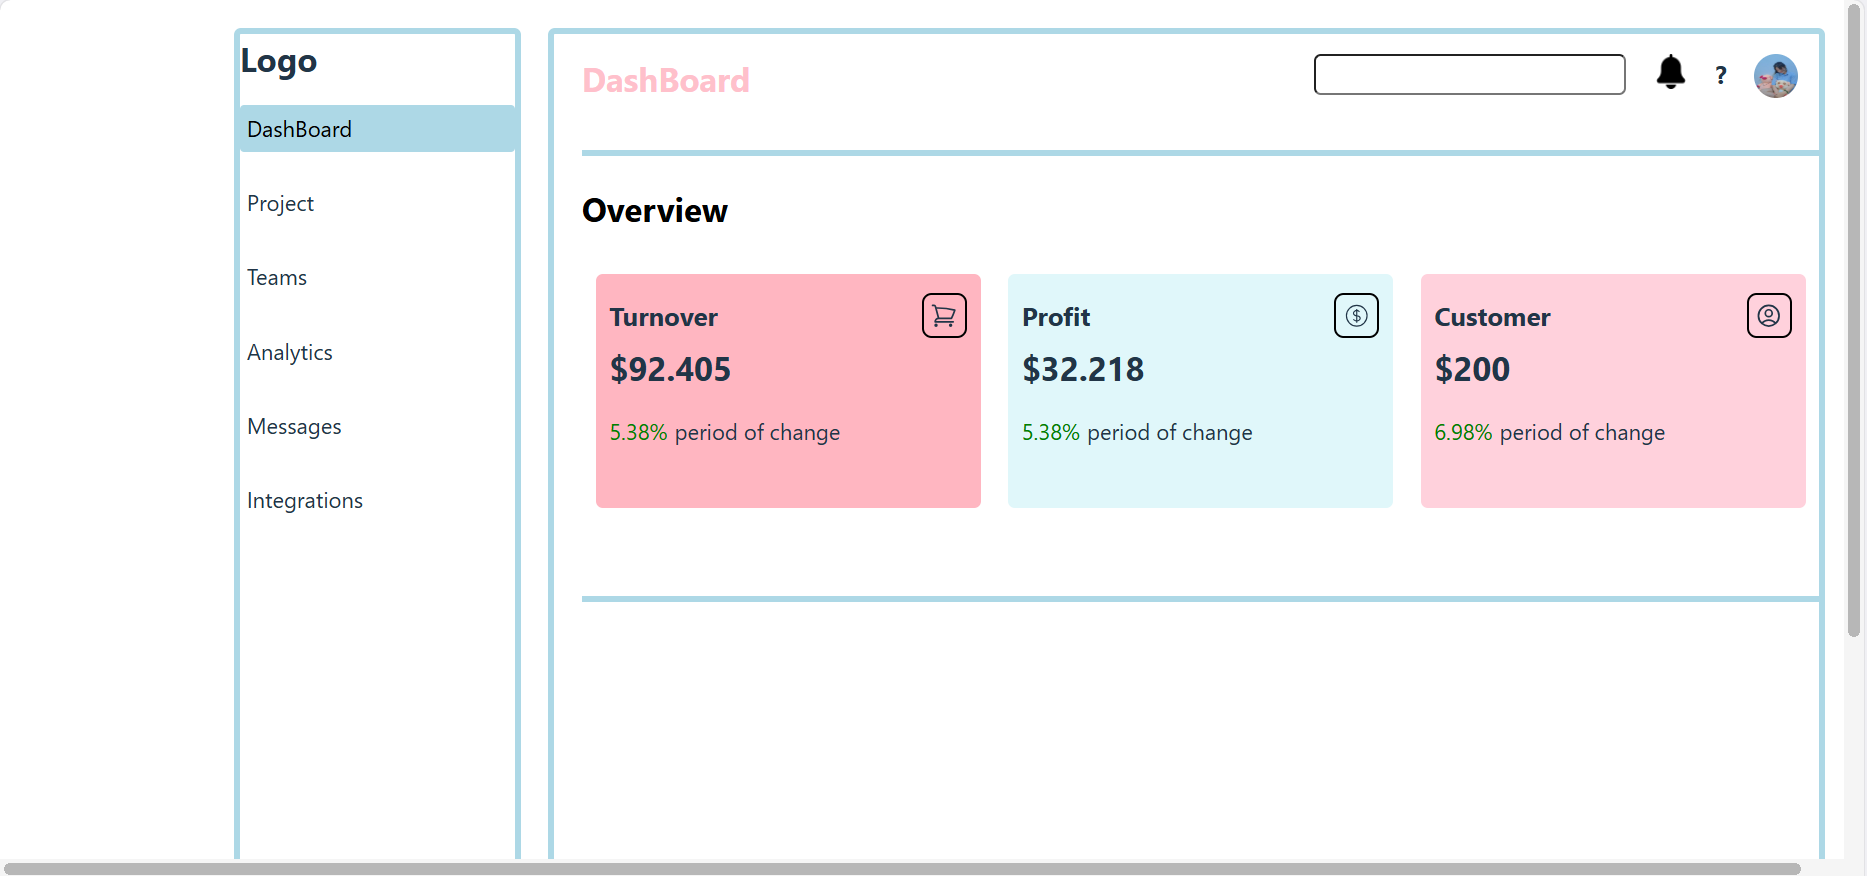 Logo
DashBoard
Project
Teams
Analytics
Messages
Integrations
DashBoard
?
Overview
Turnover
$92.405
5.38% period of change
Profit
$
$32.218
5.38% period of change
Customer
$200
6.98% period of change